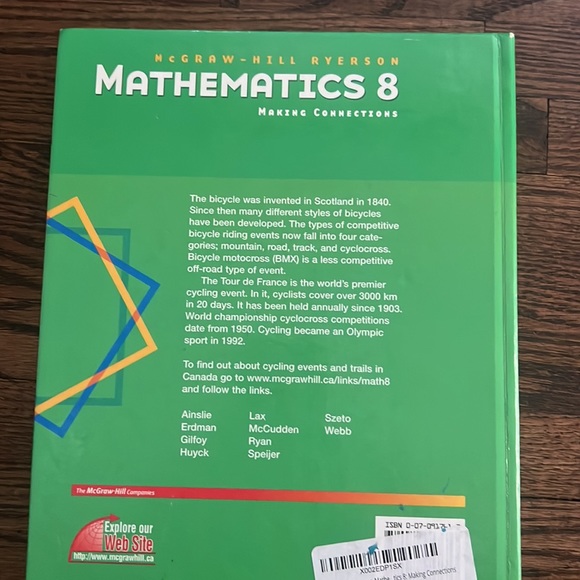 McGRAW-HILL RYERSON
MATHEMATICS 8
MAKING CONNECTIONS
The bicycle was invented in Scotland in 1840.
Since then many different styles of bicycles
have been developed. The types of competitive
bicycle riding events now fall into four cate-
gories; mountain, road, track, and cyclocross.
Bicycle motocross (BMX) is a less competitive
off-road type of event.
The Tour de France is the world's premier
cycling event. In it, cyclists cover over 3000 km
in 20 days. It has been held annually since 1903.
World championship cyclocross competitions
date from 1950. Cycling became an Olympic
sport in 1992.
To find out about cycling events and trails in
Canada go to www.mcgrawhill.ca/links/math8
and follow the links.
Ainslie Lax Szeto
Erdman McCudden Webb
Gilfoy Ryan
Huyck Speijer
The McGraw·Hill Companies
Explore our
Web Site
http://www.mcgrawhill.ca
ISBN 0-07-0917
X002EDP1SX
8: Making Connections